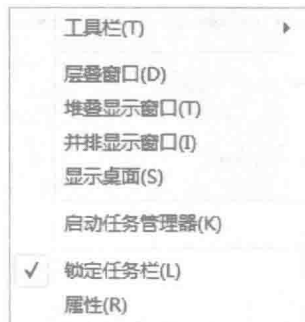 工具栏(T)
层叠窗口(D)
堆叠显示窗口(T)
并排显示窗口(I)
显示桌面(S)
启动任务管理器(K)
锁定任务栏(L)
属性(R)